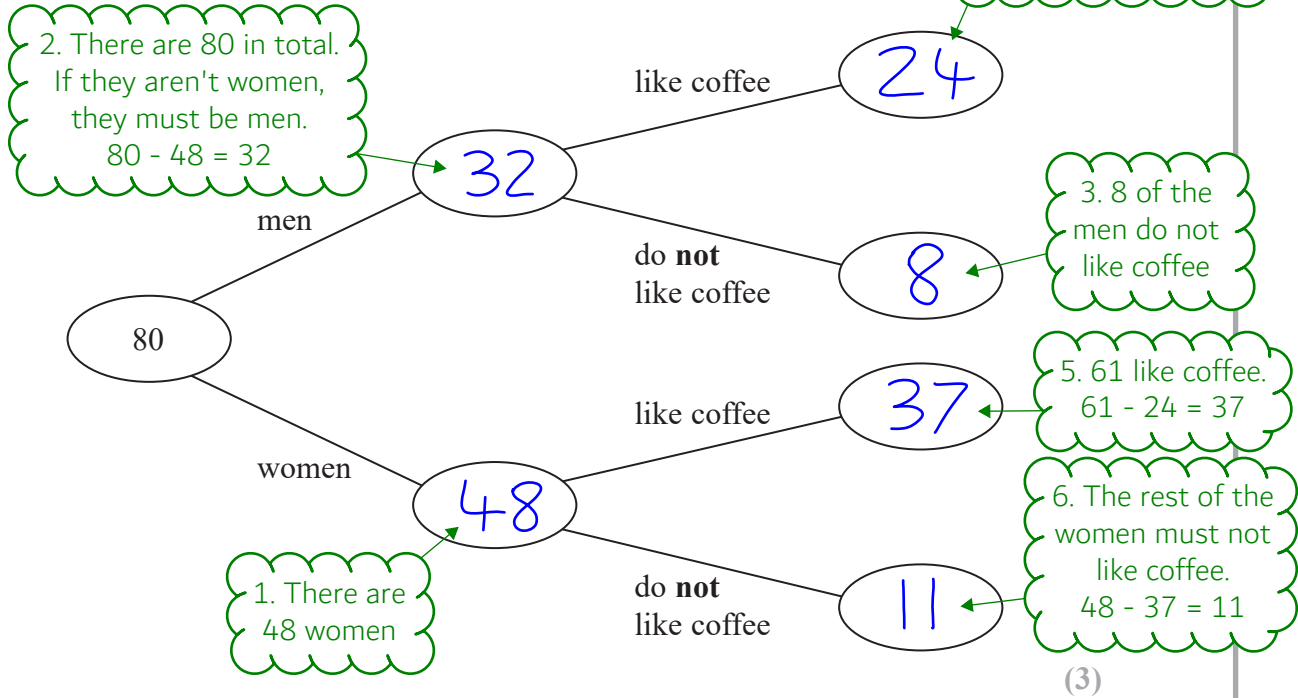 2. There are 80 in total.
If they aren't women,
they must be men.
80 - 48 = 32
like coffee
24
32
men
do not
like coffee
8
3. 8 of the
men do not
like coffee
80
like coffee
37
5. 61 like coffee.
61 - 24 = 37
women
48
1. There are
48 women
do not
like coffee
11
6. The rest of the
women must not
like coffee.
48 - 37 = 11
(3)